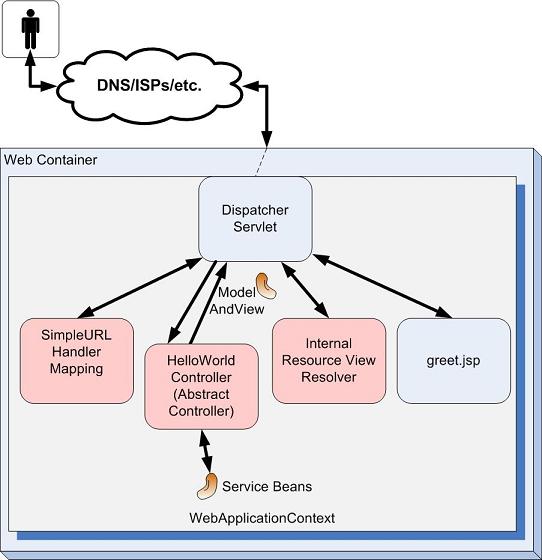 DNS/ISPs/etc.
Web Container
Dispatcher
Servlet
Model
AndView
SimpleURL
Handler
Mapping
HelloWorld
Controller
(Abstract
Controller)
Internal
Resource View
Resolver
greet.jsp
Service Beans
WebApplicationContext